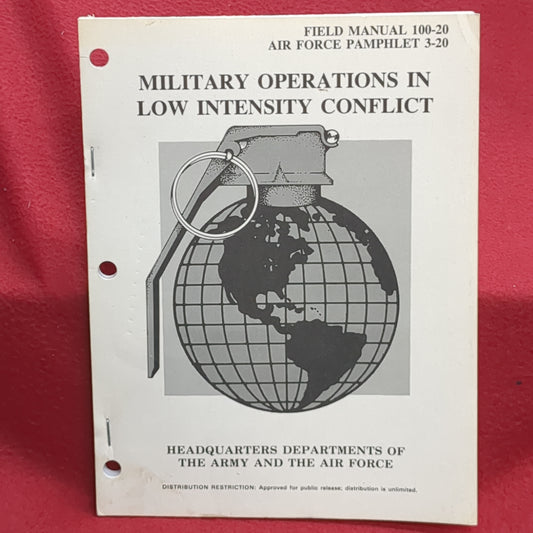 FIELD MANUAL 100-20
AIR FORCE PAMPHLET 3-20
MILITARY OPERATIONS IN
LOW INTENSITY CONFLICT
HEADQUARTERS DEPARTMENTS OF
THE ARMY AND THE AIR FORCE
DISTRIBUTION RESTRICTION: Approved for public release; distribution is unlimited.